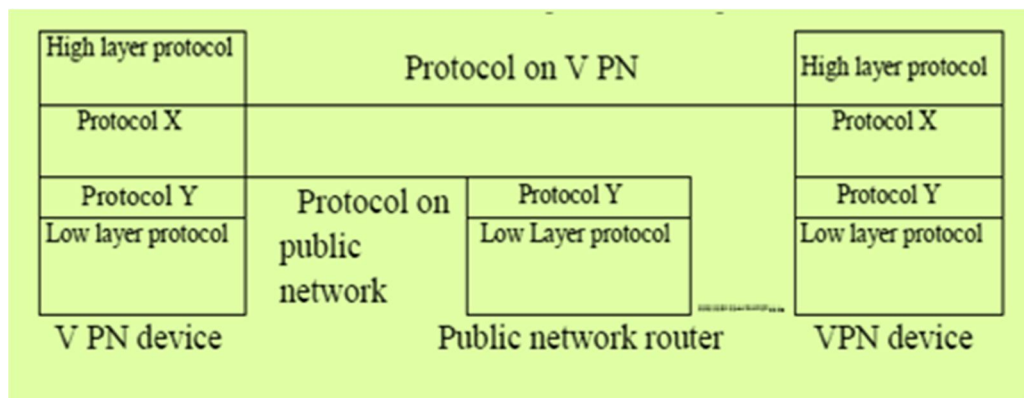 High layer protocol
Protocol on V PN
High layer protocol
Protocol X
Protocol X
Protocol Y
Protocol on
public
network
Protocol Y
Protocol Y
Low layer protocol
Low Layer protocol
Low layer protocol
V PN device
Public network router
VPN device